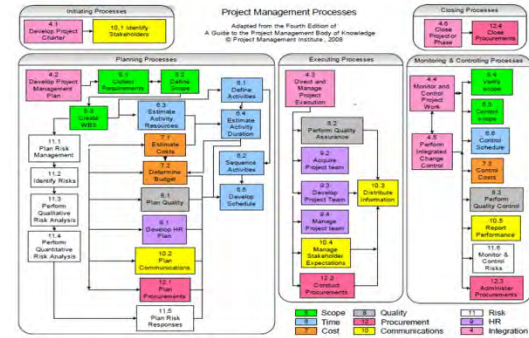 Initiating Processes
4.1
Develop Project
Charter
10.1 Identify
Stakeholders
Project Management Processes
Adapted from the Fourth Edition of
A Guide to the Project Management Body of Knowledge
© Project Management Institute, 2008
Closing Processes
4.6
Close
Project or
Phase
12.4
Close
Procurements
Planning Processes
4.2
Develop Project
Management
Plan
5.1
Collect
Requirements
5.2
Define
Scope
5.3
Create
WBS
6.1
Define
Activities
6.3
Estimate
Activity
Resources
6.4
Estimate
Activity
Duration
7.1
Estimate
Costs
7.2
Determine
Budget
6.2
Sequence
Activities
6.5
Develop
Schedule
11.1
Plan Risk
Management
11.2
Identify Risks
11.3
Perform
Qualitative
Risk Analysis
11.4
Perform
Quantitative
Risk Analysis
8.1
Plan Quality
9.1
Develop HR
Plan
10.2
Plan
Communications
12.1
Plan
Procurements
11.5
Plan Risk
Responses
Executing Processes
4.3
Direct and
Manage
Project
Execution
8.2
Perform Quality
Assurance
9.2
Acquire
Project team
9.3
Develop
Project Team
9.4
Manage
Project team
10.3
Distribute
Information
10.4
Manage
Stakeholder
Expectations
12.2
Conduct
Procurements
Monitoring & Controlling Processes
4.4
Monitor and
Control
Project
Work
4.5
Perform
Integrated
Change
Control
5.4
Verify
scope
5.5
Control
scope
6.6
Control
Schedule
7.3
Control
Costs
8.3
Perform
Quality Control
10.5
Report
Performance
11.6
Monitor &
Control
Risks
12.3
Administer
Procurements
5 Scope
6 Time
7 Cost
8 Quality
12 Procurement
10 Communications
11 Risk
9 HR
4 Integration